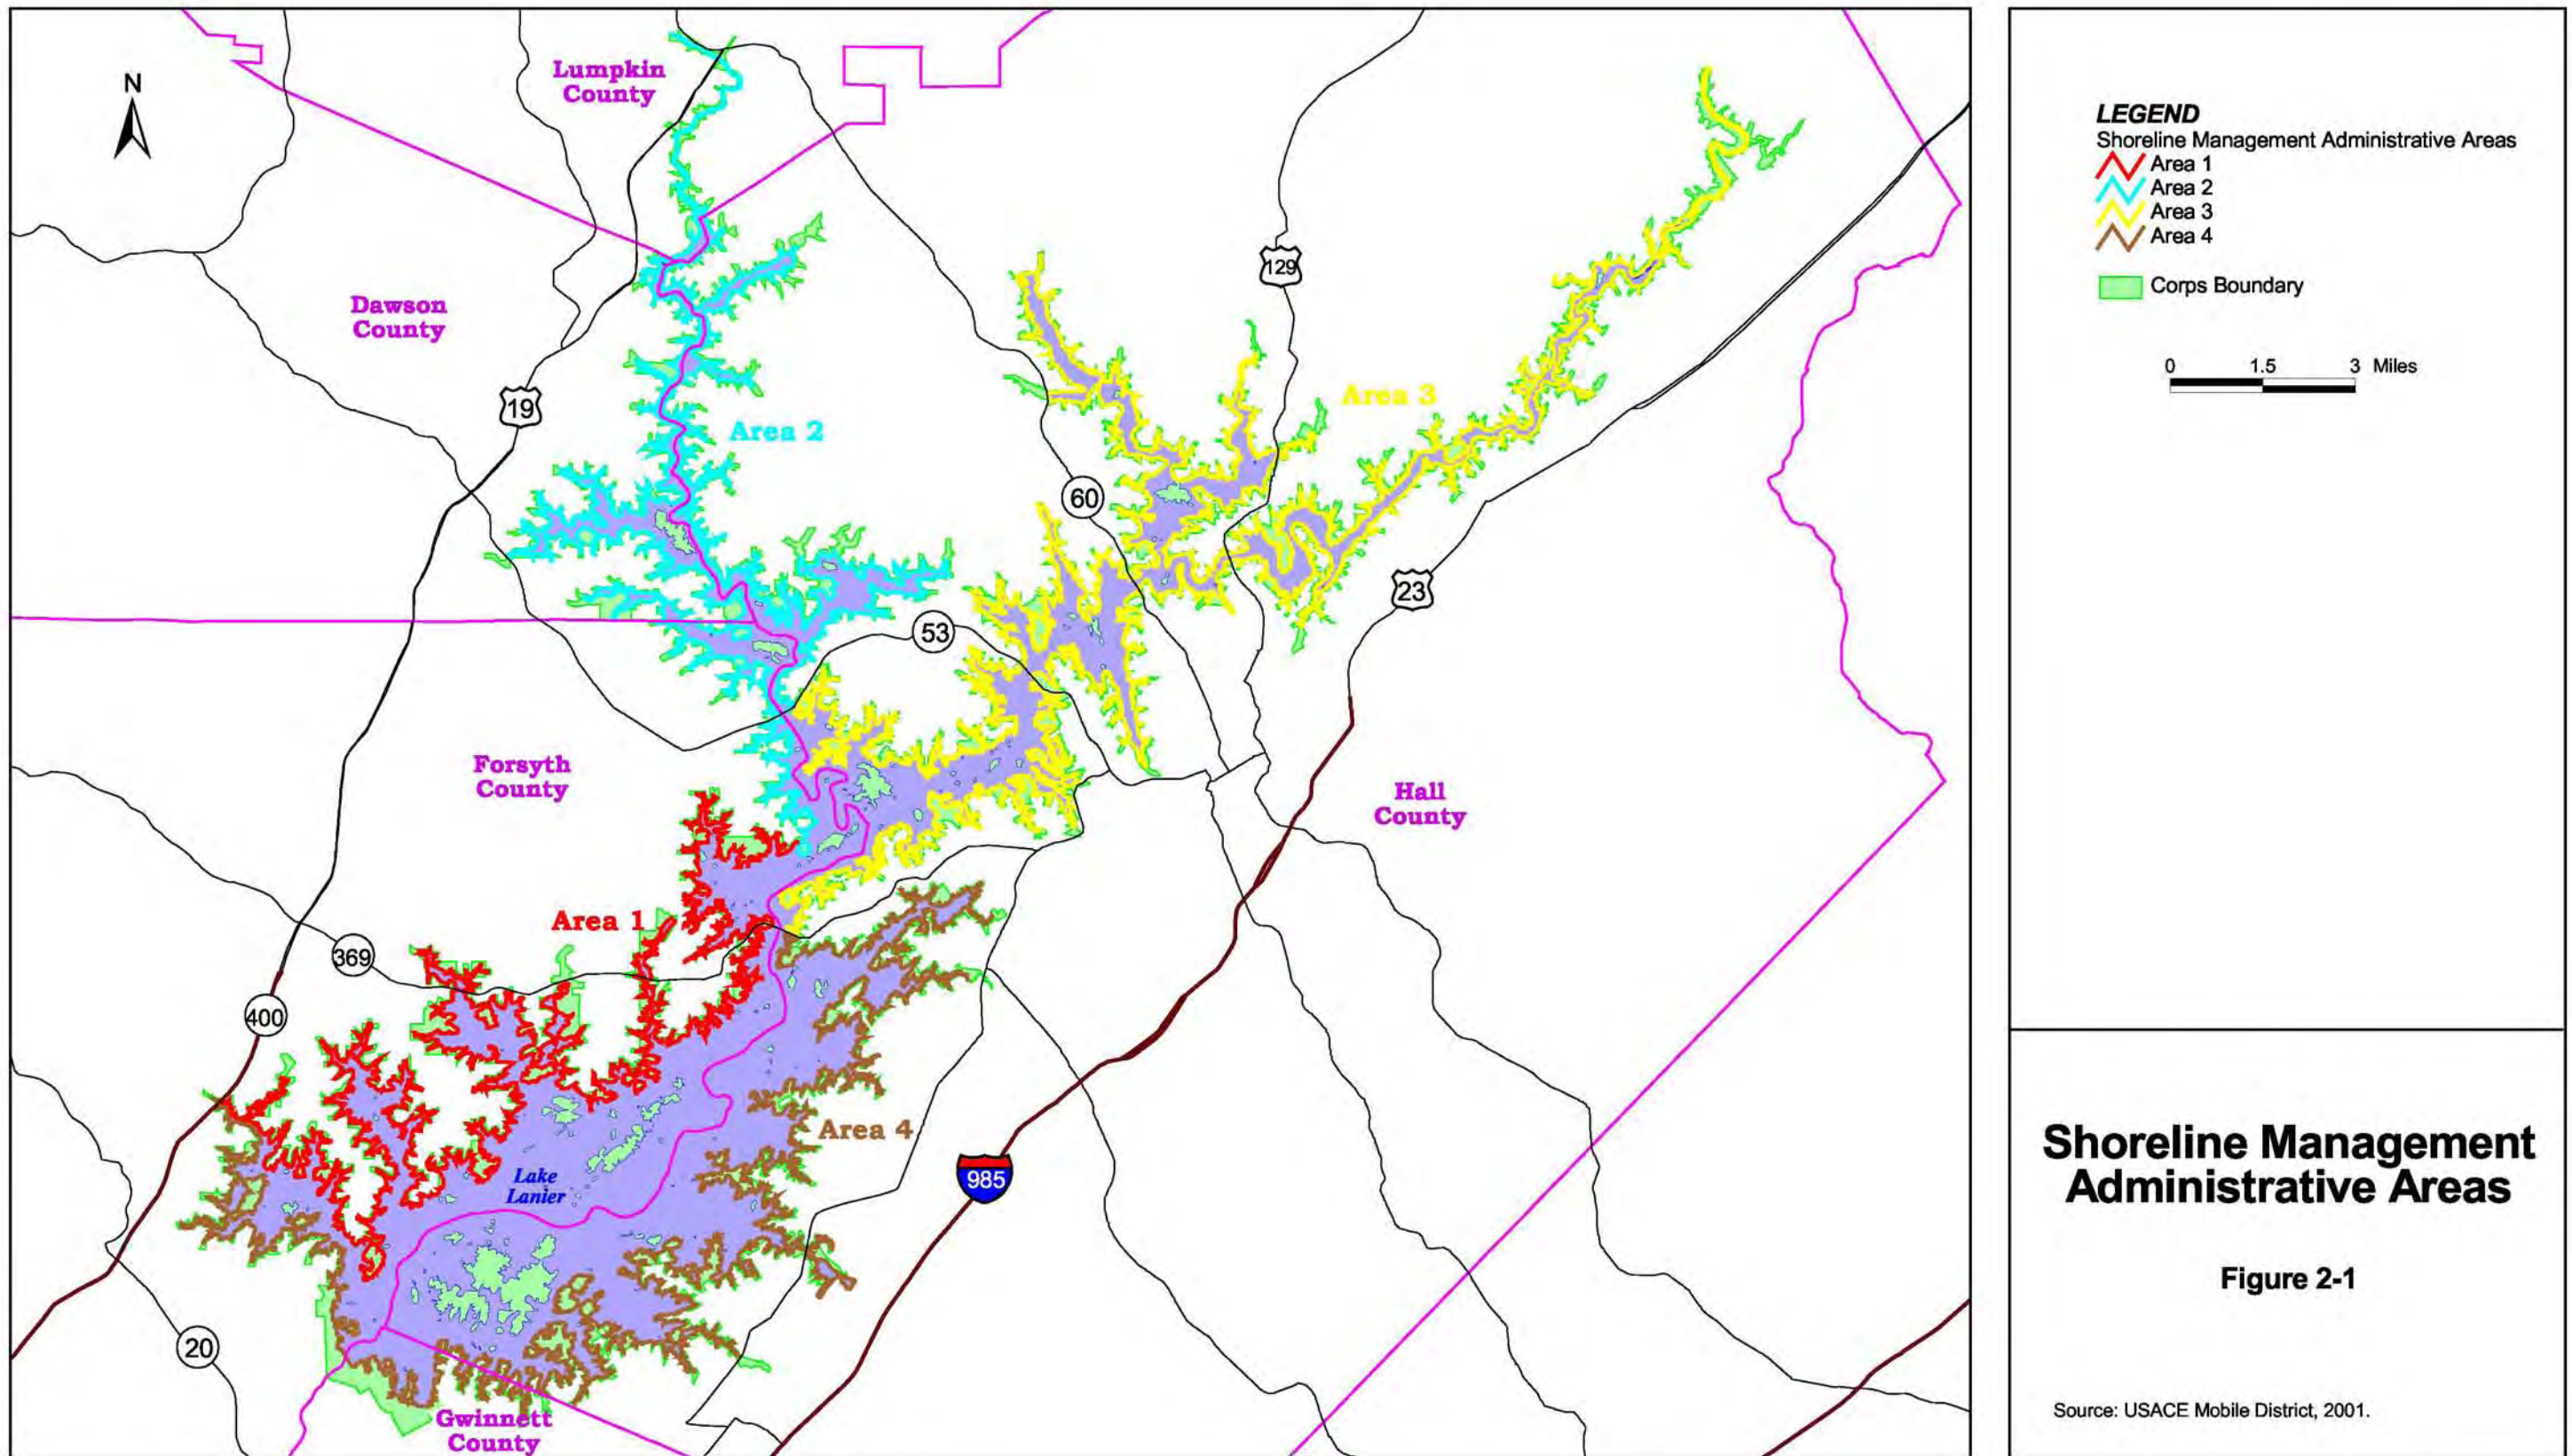 N
Lumpkin
County
129
Dawson
County
19
Area 3
Area 2
60
23
53
Forsyth
County
Hall
County
Area 1
369
400
Area 4
Lake
Lanier
985
20
Gwinnett
County
LEGEND
Shoreline Management Administrative Areas
Area 1
Area 2
Area 3
Area 4
Corps Boundary
0 1.5 3 Miles
Shoreline Management
Administrative Areas
Figure 2-1
Source: USACE Mobile District, 2001.